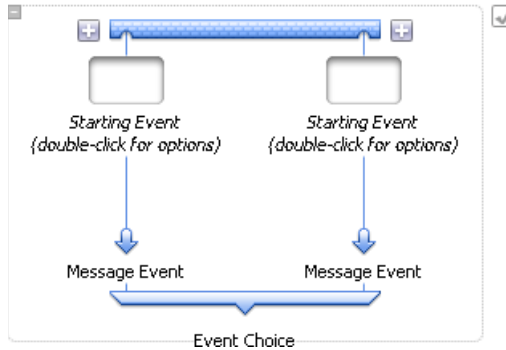 Starting Event
(double-click for options)
Starting Event
(double-click for options)
Message Event
Message Event
Event Choice